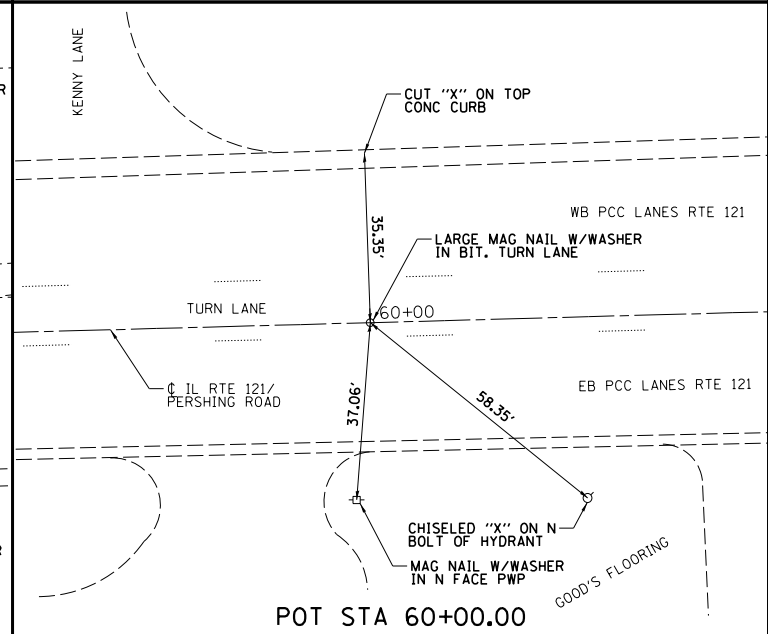 KENNY LANE
R
CUT "X" ON TOP
CONC CURB
WB PCC LANES RTE 121
35.35'
LARGE MAG NAIL W/WASHER
IN BIT. TURN LANE
TURN LANE
60+00
℄ IL RTE 121/
PERSHING ROAD
37.06'
58.35'
EB PCC LANES RTE 121
CHISELED "X" ON N
BOLT OF HYDRANT
MAG NAIL W/WASHER
IN N FACE PWP
GOOD'S FLOORING
POT STA 60+00.00